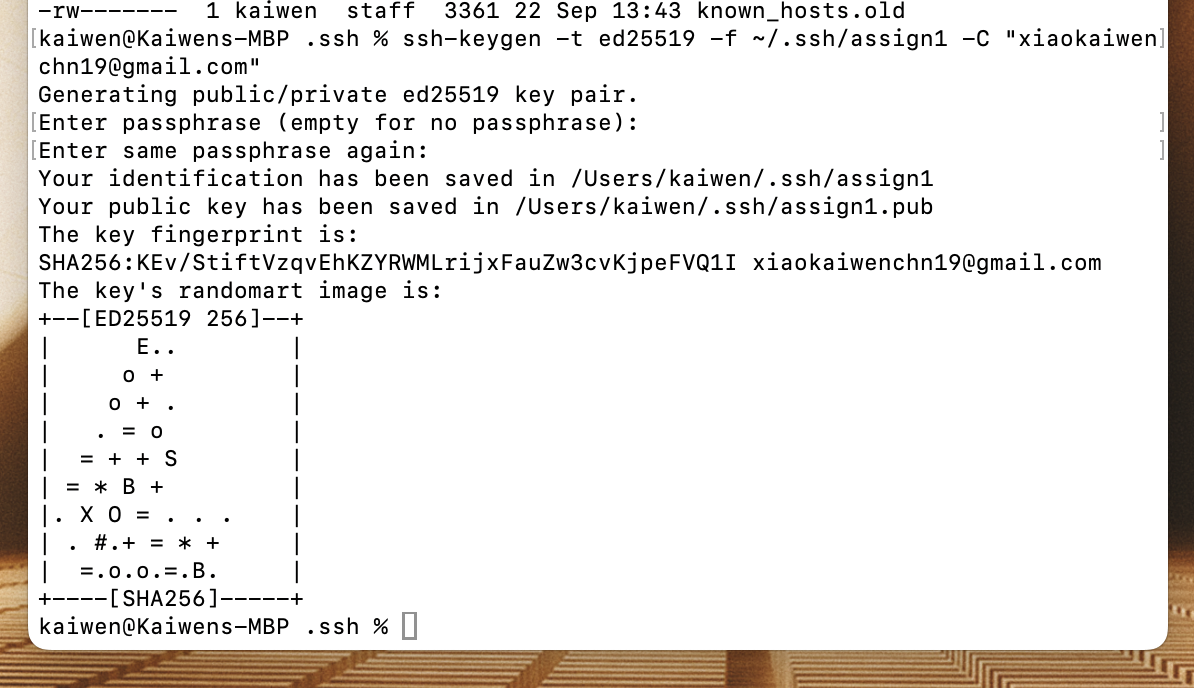 -rw-------  1 kaiwen  staff  3361 22 Sep 13:43 known_hosts.old
[kaiwen@Kaiwens-MBP .ssh % ssh-keygen -t ed25519 -f ~/.ssh/assign1 -C "xiaokaiwen]
chn19@gmail.com"
Generating public/private ed25519 key pair.
[Enter passphrase (empty for no passphrase):                                     ]
[Enter same passphrase again:                                                    ]
Your identification has been saved in /Users/kaiwen/.ssh/assign1
Your public key has been saved in /Users/kaiwen/.ssh/assign1.pub
The key fingerprint is:
SHA256:KEv/StiftVzqvEhKZYRWMLrijxFauZw3cvKjpeFVQ1I xiaokaiwenchn19@gmail.com
The key's randomart image is:
+--[ED25519 256]--+
|      E..        |
|     o +         |
|    o + .        |
|   . = o         |
|  = + + S        |
| = * B +         |
|. X O = . . .    |
| . #.+ = * +     |
|  =.o.o.=.B.     |
+----[SHA256]-----+
kaiwen@Kaiwens-MBP .ssh %